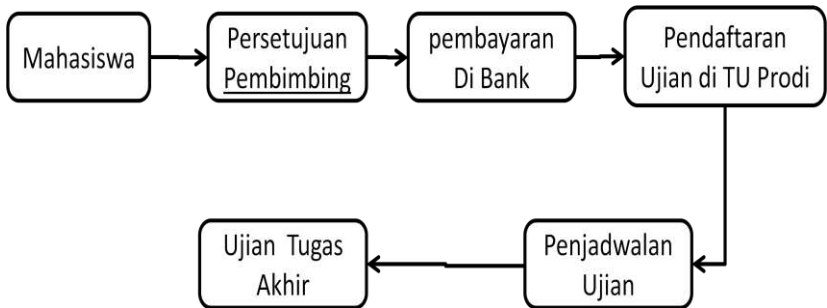 Mahasiswa
Persetujuan
Pembimbing
pembayaran
Di Bank
Pendaftaran
Ujian di TU Prodi
Penjadwalan
Ujian
Ujian Tugas
Akhir